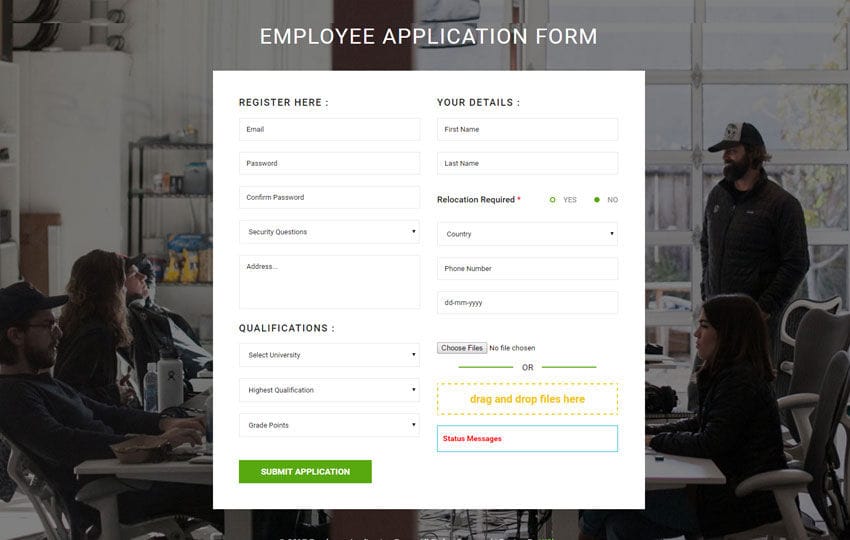 EMPLOYEE APPLICATION FORM
REGISTER HERE :
Email
Password
Confirm Password
Security Questions
Address...
QUALIFICATIONS :
Select University
Highest Qualification
Grade Points
SUBMIT APPLICATION
YOUR DETAILS :
First Name
Last Name
Relocation Required * YES NO
Country
Phone Number
dd-mm-yyyy
Choose Files No file chosen
OR
drag and drop files here
Status Messages